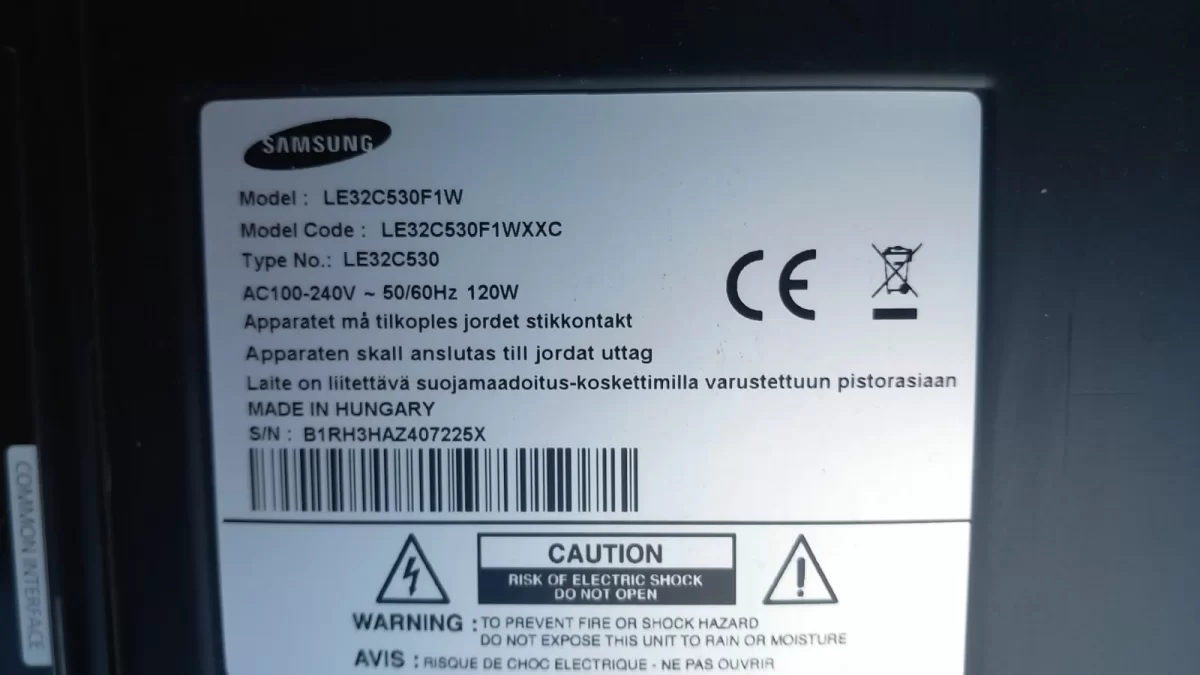 SAMSUNG
Model : LE32C530F1W
Model Code : LE32C530F1WXXC
Type No.: LE32C530
AC100-240V ~ 50/60Hz 120W
Apparatet må tilkoples jordet stikkontakt
Apparaten skall anslutas till jordat uttag
Laite on liitettävä suojamaadoitus-koskettimilla varustettuun pistorasiaan
MADE IN HUNGARY
S/N : B1RH3HAZ407225X
CE
CAUTION
RISK OF ELECTRIC SHOCK
DO NOT OPEN
WARNING : TO PREVENT FIRE OR SHOCK HAZARD
DO NOT EXPOSE THIS UNIT TO RAIN OR MOISTURE
AVIS : RISQUE DE CHOC ELECTRIQUE - NE PAS OUVRIR
COMMON INTERFACE